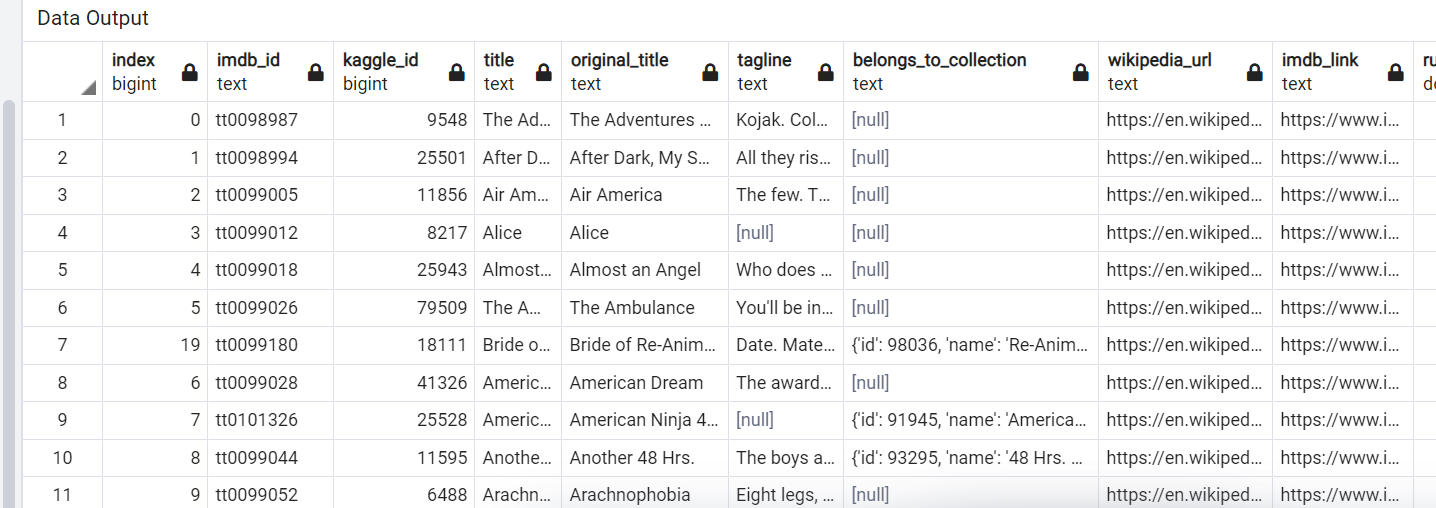 Data Output
index imdb_id kaggle_id title original_title tagline belongs_to_collection wikipedia_url imdb_link ru
bigint text bigint text text text text text text do
1 0 tt0098987 9548 The Ad... The Adventures ... Kojak. Col... [null] https://en.wikiped... https://www.i...
2 1 tt0098994 25501 After D... After Dark, My S... All they ris... [null] https://en.wikiped... https://www.i...
3 2 tt0099005 11856 Air Am... Air America The few. T... [null] https://en.wikiped... https://www.i...
4 3 tt0099012 8217 Alice Alice [null] [null] https://en.wikiped... https://www.i...
5 4 tt0099018 25943 Almost... Almost an Angel Who does ... [null] https://en.wikiped... https://www.i...
6 5 tt0099026 79509 The A... The Ambulance You'll be in... [null] https://en.wikiped... https://www.i...
7 19 tt0099180 18111 Bride o... Bride of Re-Anim... Date. Mate... {'id': 98036, 'name': 'Re-Anim... https://en.wikiped... https://www.i...
8 6 tt0099028 41326 Americ... American Dream The award... [null] https://en.wikiped... https://www.i...
9 7 tt0101326 25528 Americ... American Ninja 4... [null] {'id': 91945, 'name': 'America... https://en.wikiped... https://www.i...
10 8 tt0099044 11595 Anothe... Another 48 Hrs. The boys a... {'id': 93295, 'name': '48 Hrs. ... https://en.wikiped... https://www.i...
11 9 tt0099052 6488 Arachn... Arachnophobia Eight legs, ... [null] https://en.wikiped... https://www.i...